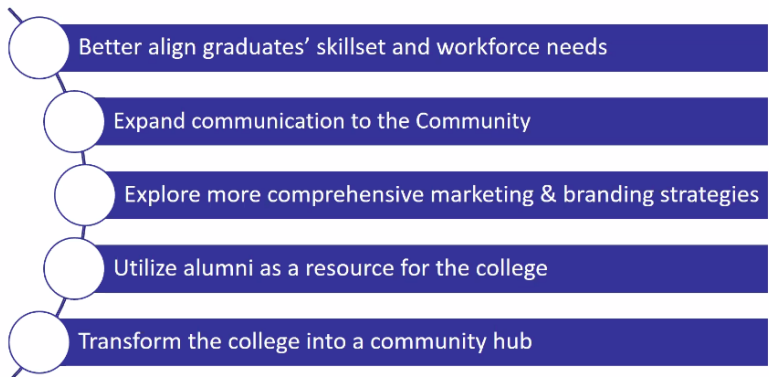 Better align graduates’ skillset and workforce needs
Expand communication to the Community
Explore more comprehensive marketing & branding strategies
Utilize alumni as a resource for the college
Transform the college into a community hub